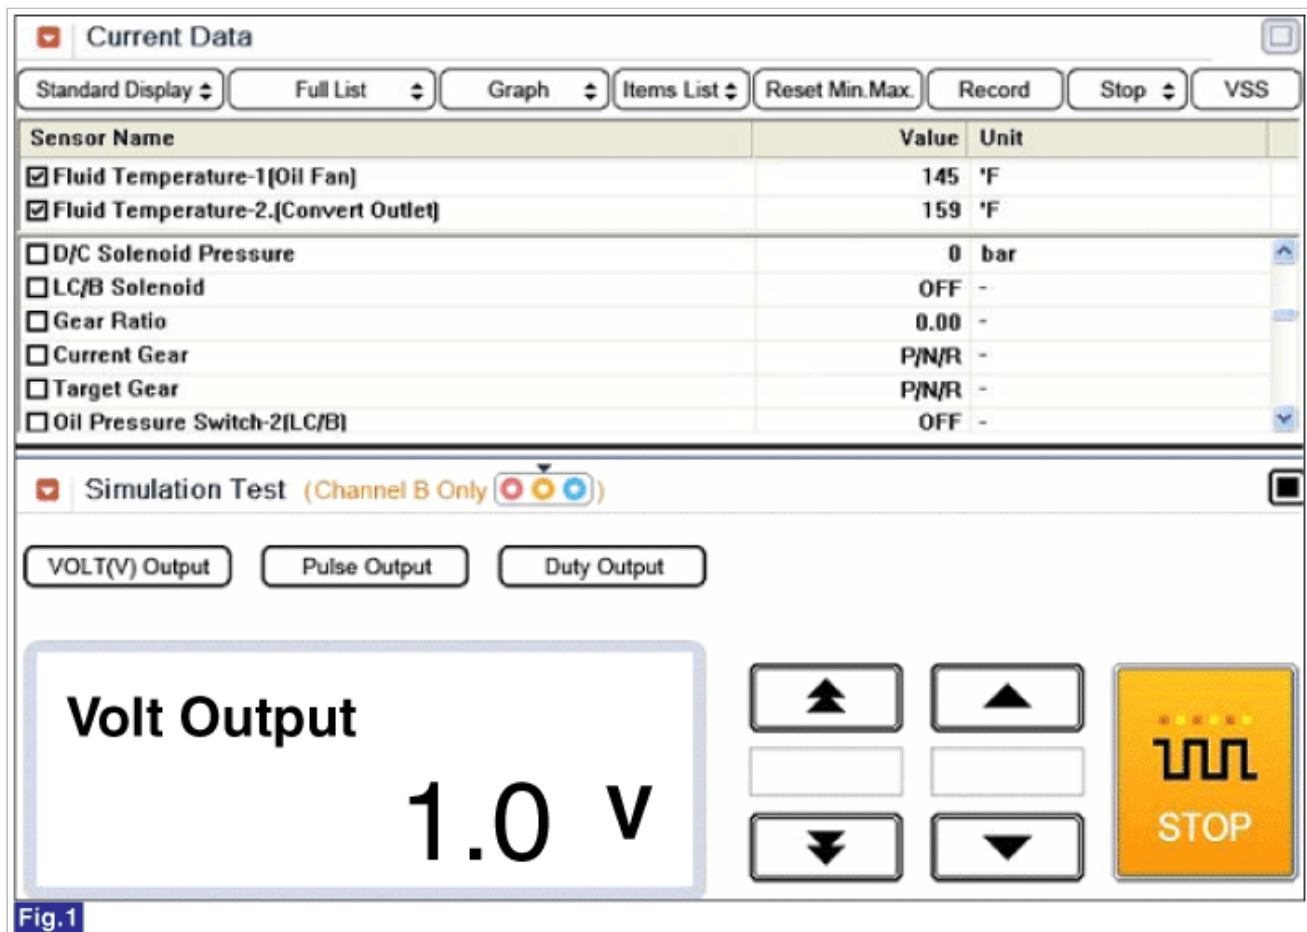 Current Data
Standard Display Full List Graph Items List Reset Min.Max. Record Stop VSS
Sensor Name Value Unit
Fluid Temperature-1(Oil Fan) 145 'F
Fluid Temperature-2.(Convert Outlet) 159 'F
D/C Solenoid Pressure 0 bar
LC/B Solenoid OFF -
Gear Ratio 0.00 -
Current Gear P/N/R -
Target Gear P/N/R -
Oil Pressure Switch-2(LC/B) OFF -
Simulation Test (Channel B Only )
VOLT(V) Output Pulse Output Duty Output
Volt Output
1.0 V
STOP
Fig.1